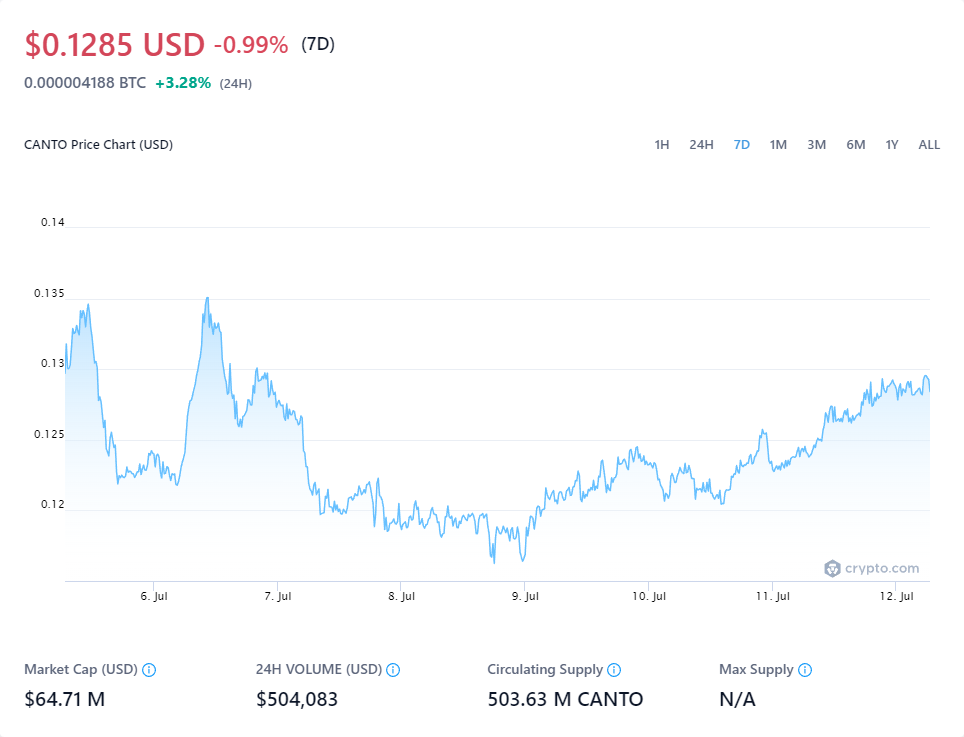 $0.1285 USD -0.99% (7D)
0.000004188 BTC +3.28% (24H)
CANTO Price Chart (USD)
1H 24H 7D 1M 3M 6M 1Y ALL
0.14
0.135
0.13
0.125
0.12
crypto.com
6. Jul 7. Jul 8. Jul 9. Jul 10. Jul 11. Jul 12. Jul
Market Cap (USD) 24H VOLUME (USD) Circulating Supply Max Supply
$64.71 M $504,083 503.63 M CANTO N/A